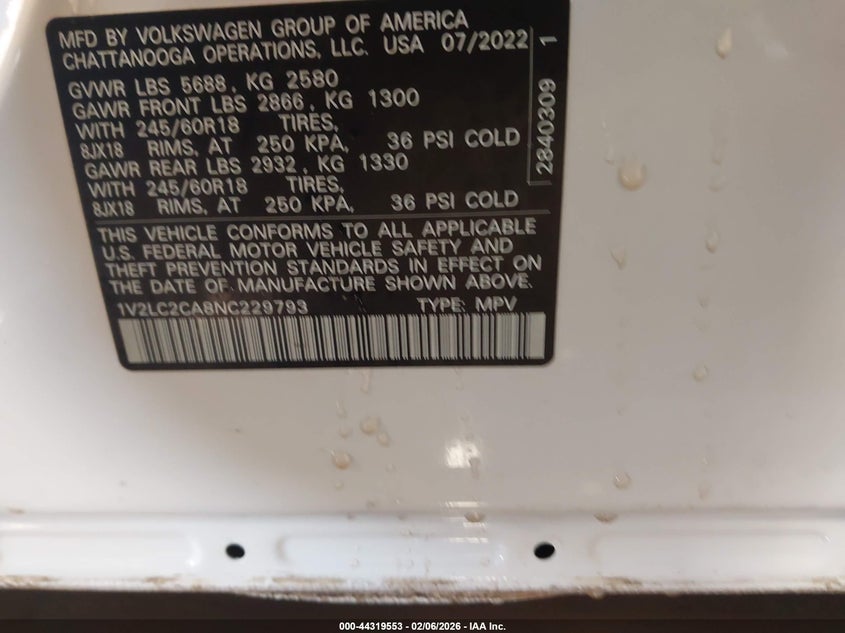 MFD BY VOLKSWAGEN GROUP OF AMERICA
CHATTANOOGA OPERATIONS, LLC. USA 07/2022
GVWR LBS 5688, KG 2580
GAWR FRONT LBS 2866, KG 1300
WITH 245/60R18 TIRES,
8JX18 RIMS, AT 250 KPA, 36 PSI COLD
GAWR REAR LBS 2932, KG 1330
WITH 245/60R18 TIRES,
8JX18 RIMS, AT 250 KPA, 36 PSI COLD
THIS VEHICLE CONFORMS TO ALL APPLICABLE
U.S. FEDERAL MOTOR VEHICLE SAFETY AND
THEFT PREVENTION STANDARDS IN EFFECT ON
THE DATE OF MANUFACTURE SHOWN ABOVE.
1V2LC2CA8NC229793 TYPE: MPV
2840309 1
000-44319553 - 02/06/2026 - IAA Inc.